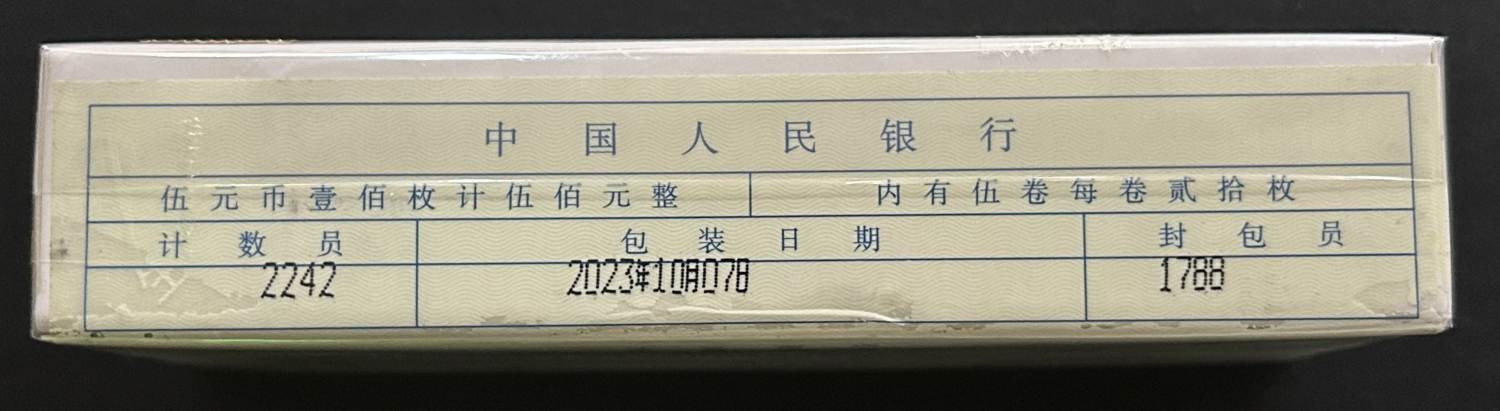 中国人民银行
伍元币壹佰枚计伍佰元整 内有伍卷每卷贰拾枚
计数员 包装日期 封包员
2242 2023年10月07日 1788